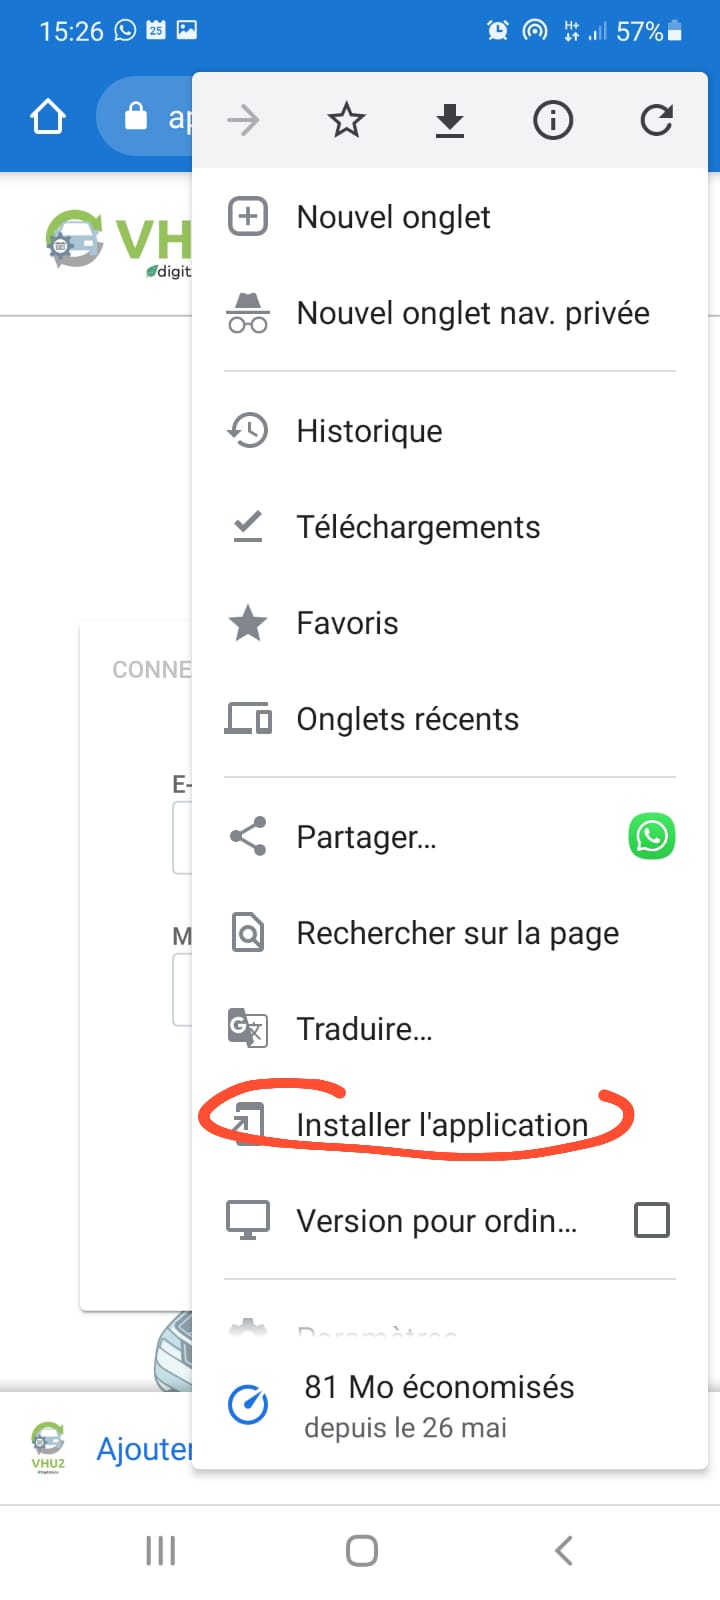 15:26
25
H+
57%
ap
Nouvel onglet
Nouvel onglet nav. privée
VH
digit
Historique
Téléchargements
Favoris
CONNE
Onglets récents
E-
Partager...
M
Rechercher sur la page
G
Traduire...
Installer l'application
Version pour ordin...
Paramètres
81 Mo économisés
depuis le 26 mai
VHU2
Ajouter